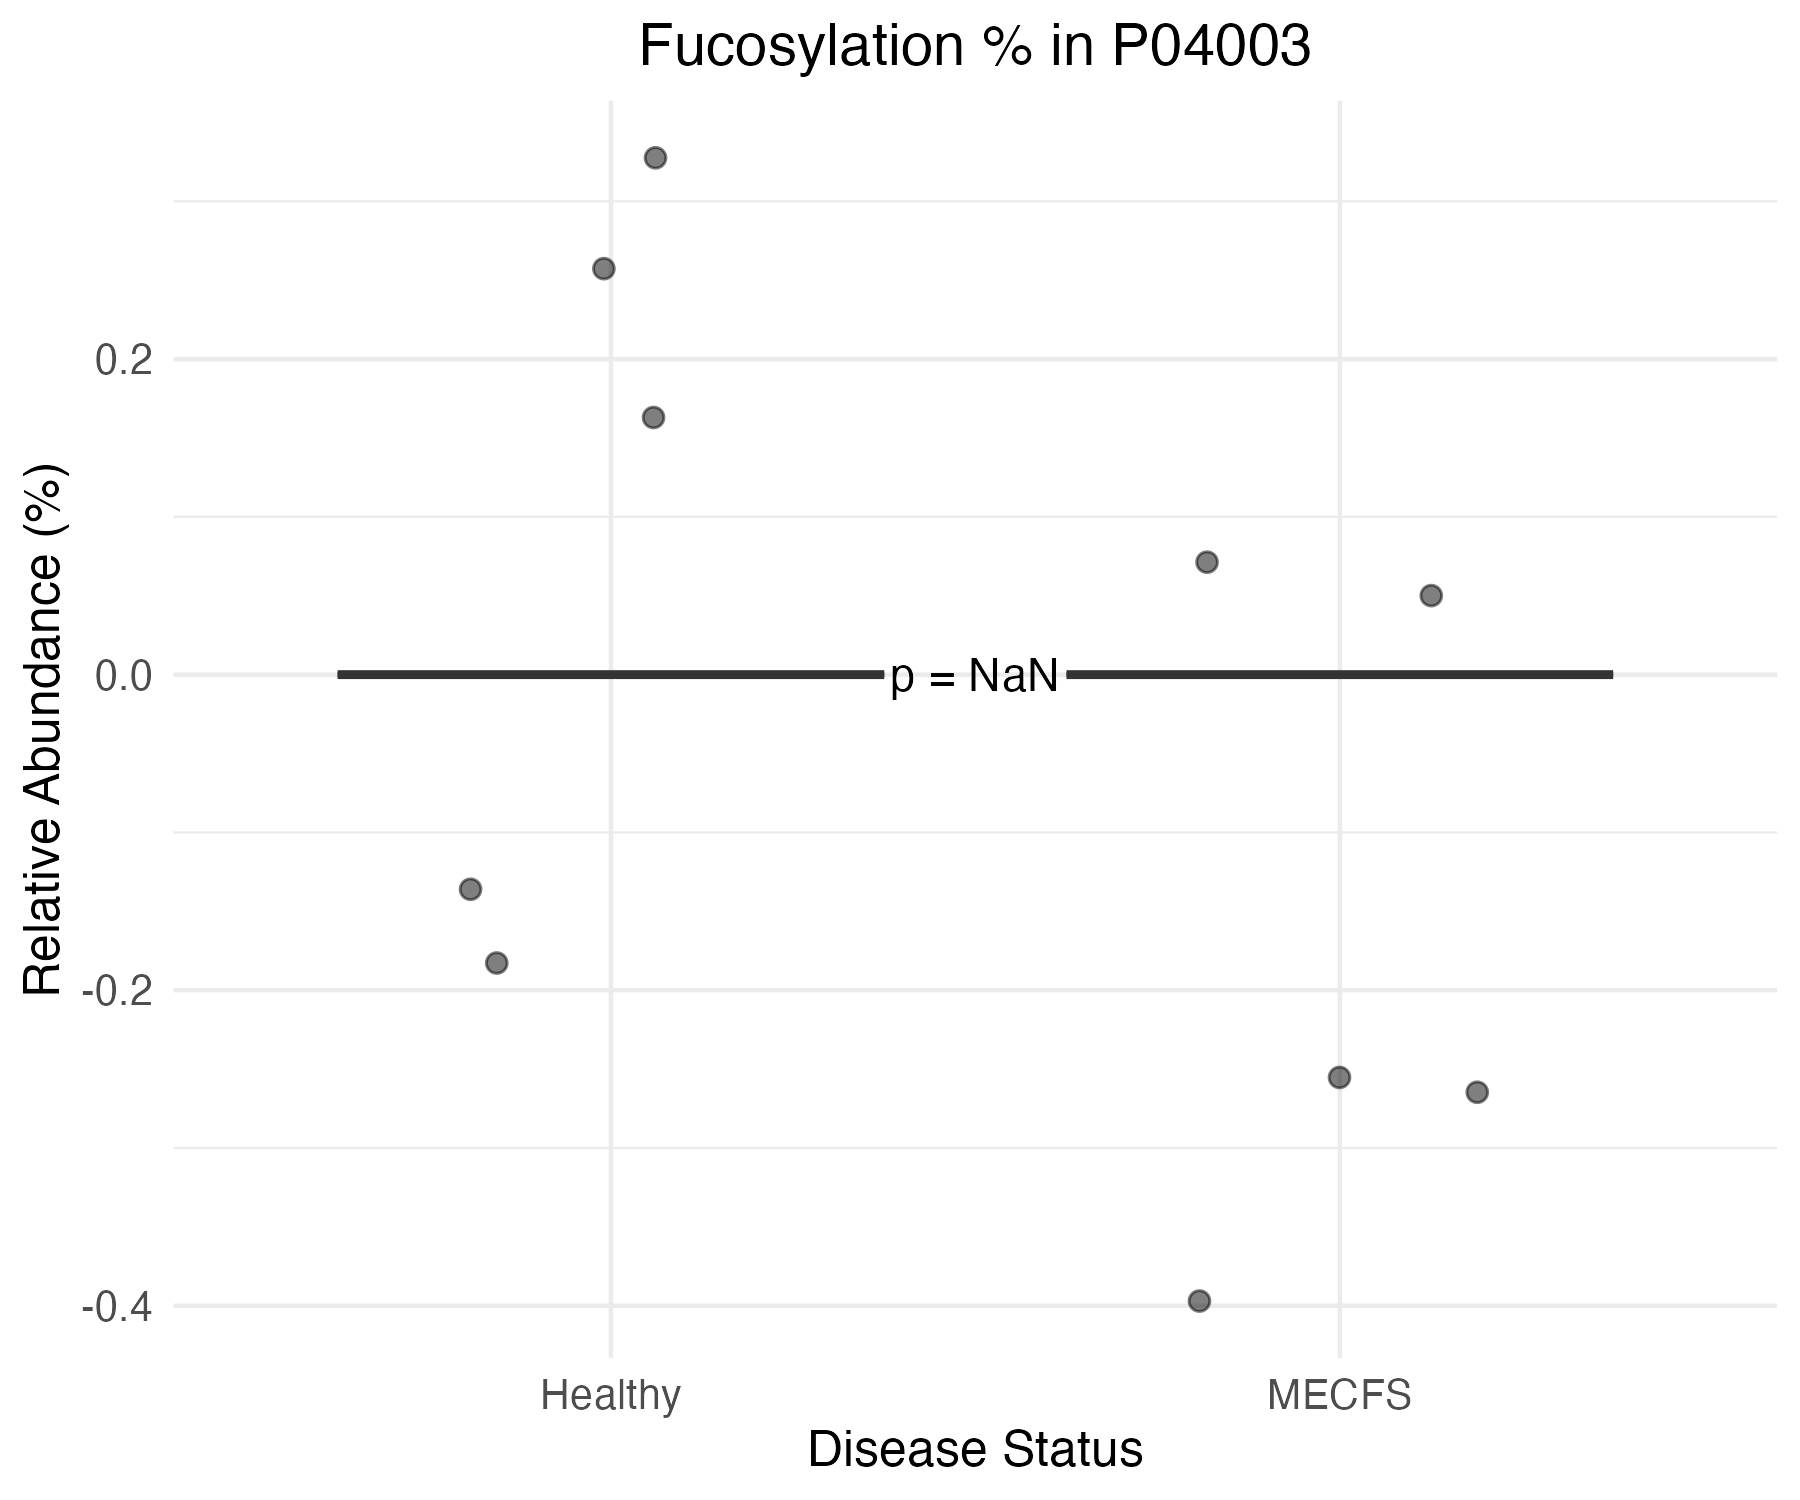 Fucosylation % in P04003
Relative Abundance (%)
0.2
0.0
-0.2
-0.4
p = NaN
Healthy
MECFS
Disease Status